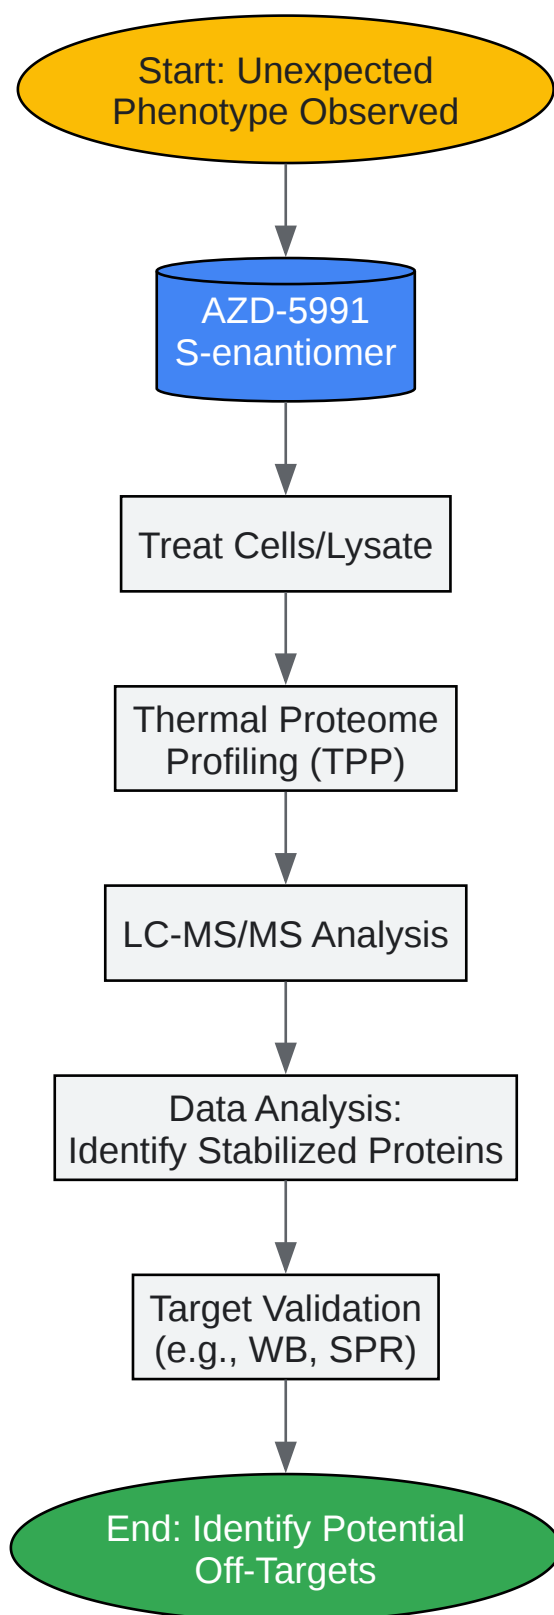 Start: Unexpected
Phenotype Observed
AZD-5991
S-enantiomer
Treat Cells/Lysate
Thermal Proteome
Profiling (TPP)
LC-MS/MS Analysis
Data Analysis:
Identify Stabilized Proteins
Target Validation
(e.g., WB, SPR)
End: Identify Potential
Off-Targets